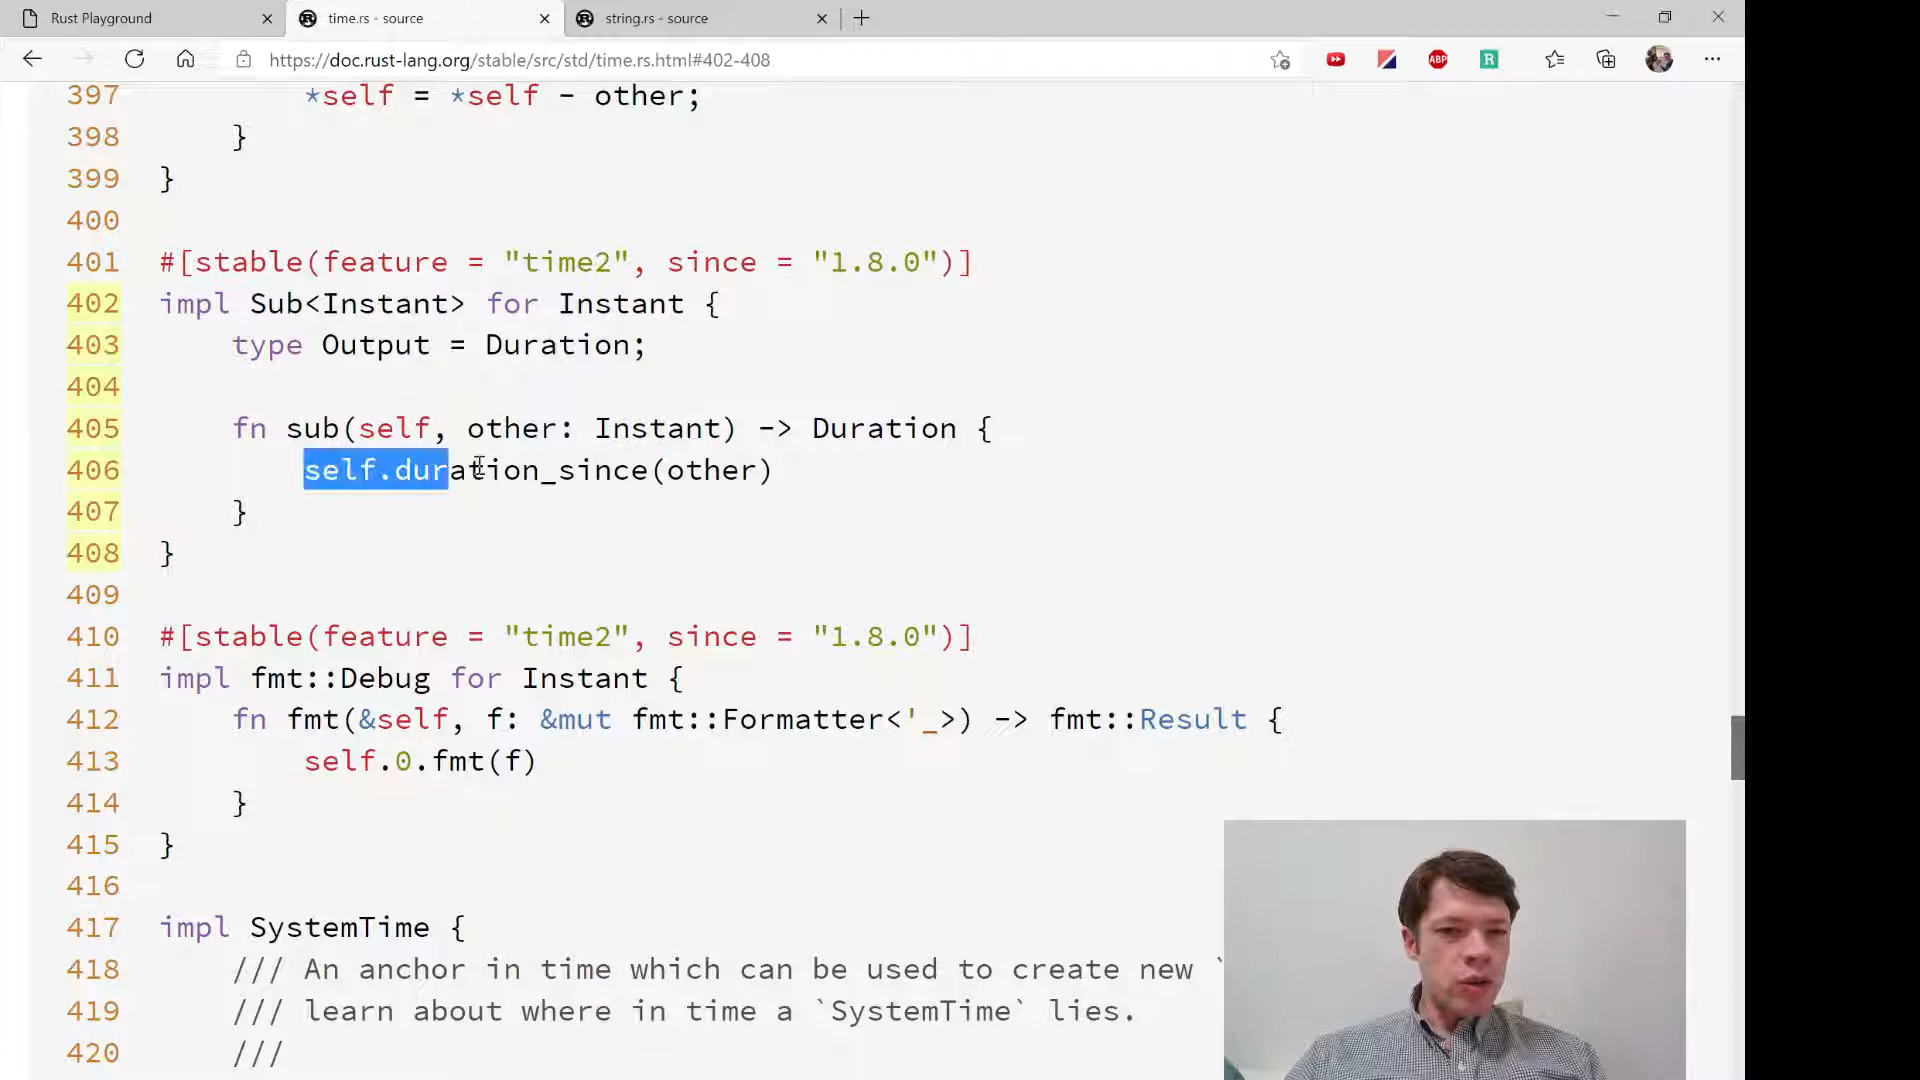 Rust Playground
time.rs - source
string.rs - source
https://doc.rust-lang.org/stable/src/std/time.rs.html#402-408
ABP
R
397 *self = *self - other;
398 }
399 }
400
401 #[stable(feature = "time2", since = "1.8.0")]
402 impl Sub<Instant> for Instant {
403 type Output = Duration;
404
405 fn sub(self, other: Instant) -> Duration {
406 self.duration_since(other)
407 }
408 }
409
410 #[stable(feature = "time2", since = "1.8.0")]
411 impl fmt::Debug for Instant {
412 fn fmt(&self, f: &mut fmt::Formatter<'_>) -> fmt::Result {
413 self.0.fmt(f)
414 }
415 }
416
417 impl SystemTime {
418 /// An anchor in time which can be used to create new `
419 /// learn about where in time a `SystemTime` lies.
420 ///